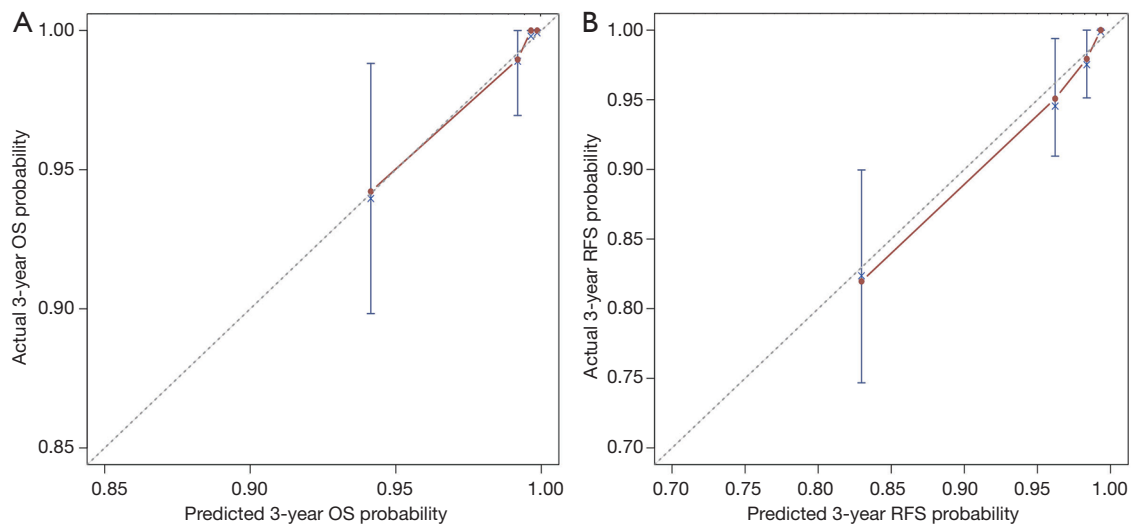 A
1.00
0.95
0.90
0.85
Actual 3-year OS probability
0.85 0.90 0.95 1.00
Predicted 3-year OS probability
B
1.00
0.95
0.90
0.85
0.80
0.75
0.70
Actual 3-year RFS probability
0.70 0.75 0.80 0.85 0.90 0.95 1.00
Predicted 3-year RFS probability